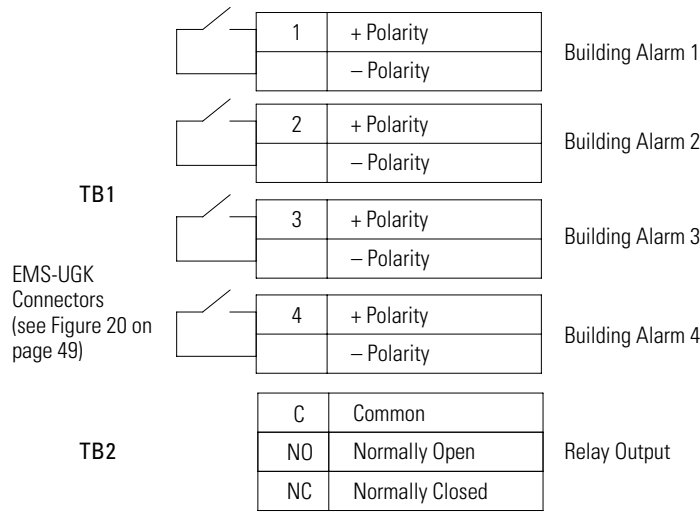 1 + Polarity
– Polarity
Building Alarm 1
2 + Polarity
– Polarity
Building Alarm 2
TB1
3 + Polarity
– Polarity
Building Alarm 3
EMS-UGK
Connectors
(see Figure 20 on
page 49)
4 + Polarity
– Polarity
Building Alarm 4
TB2
C Common
NO Normally Open
NC Normally Closed
Relay Output